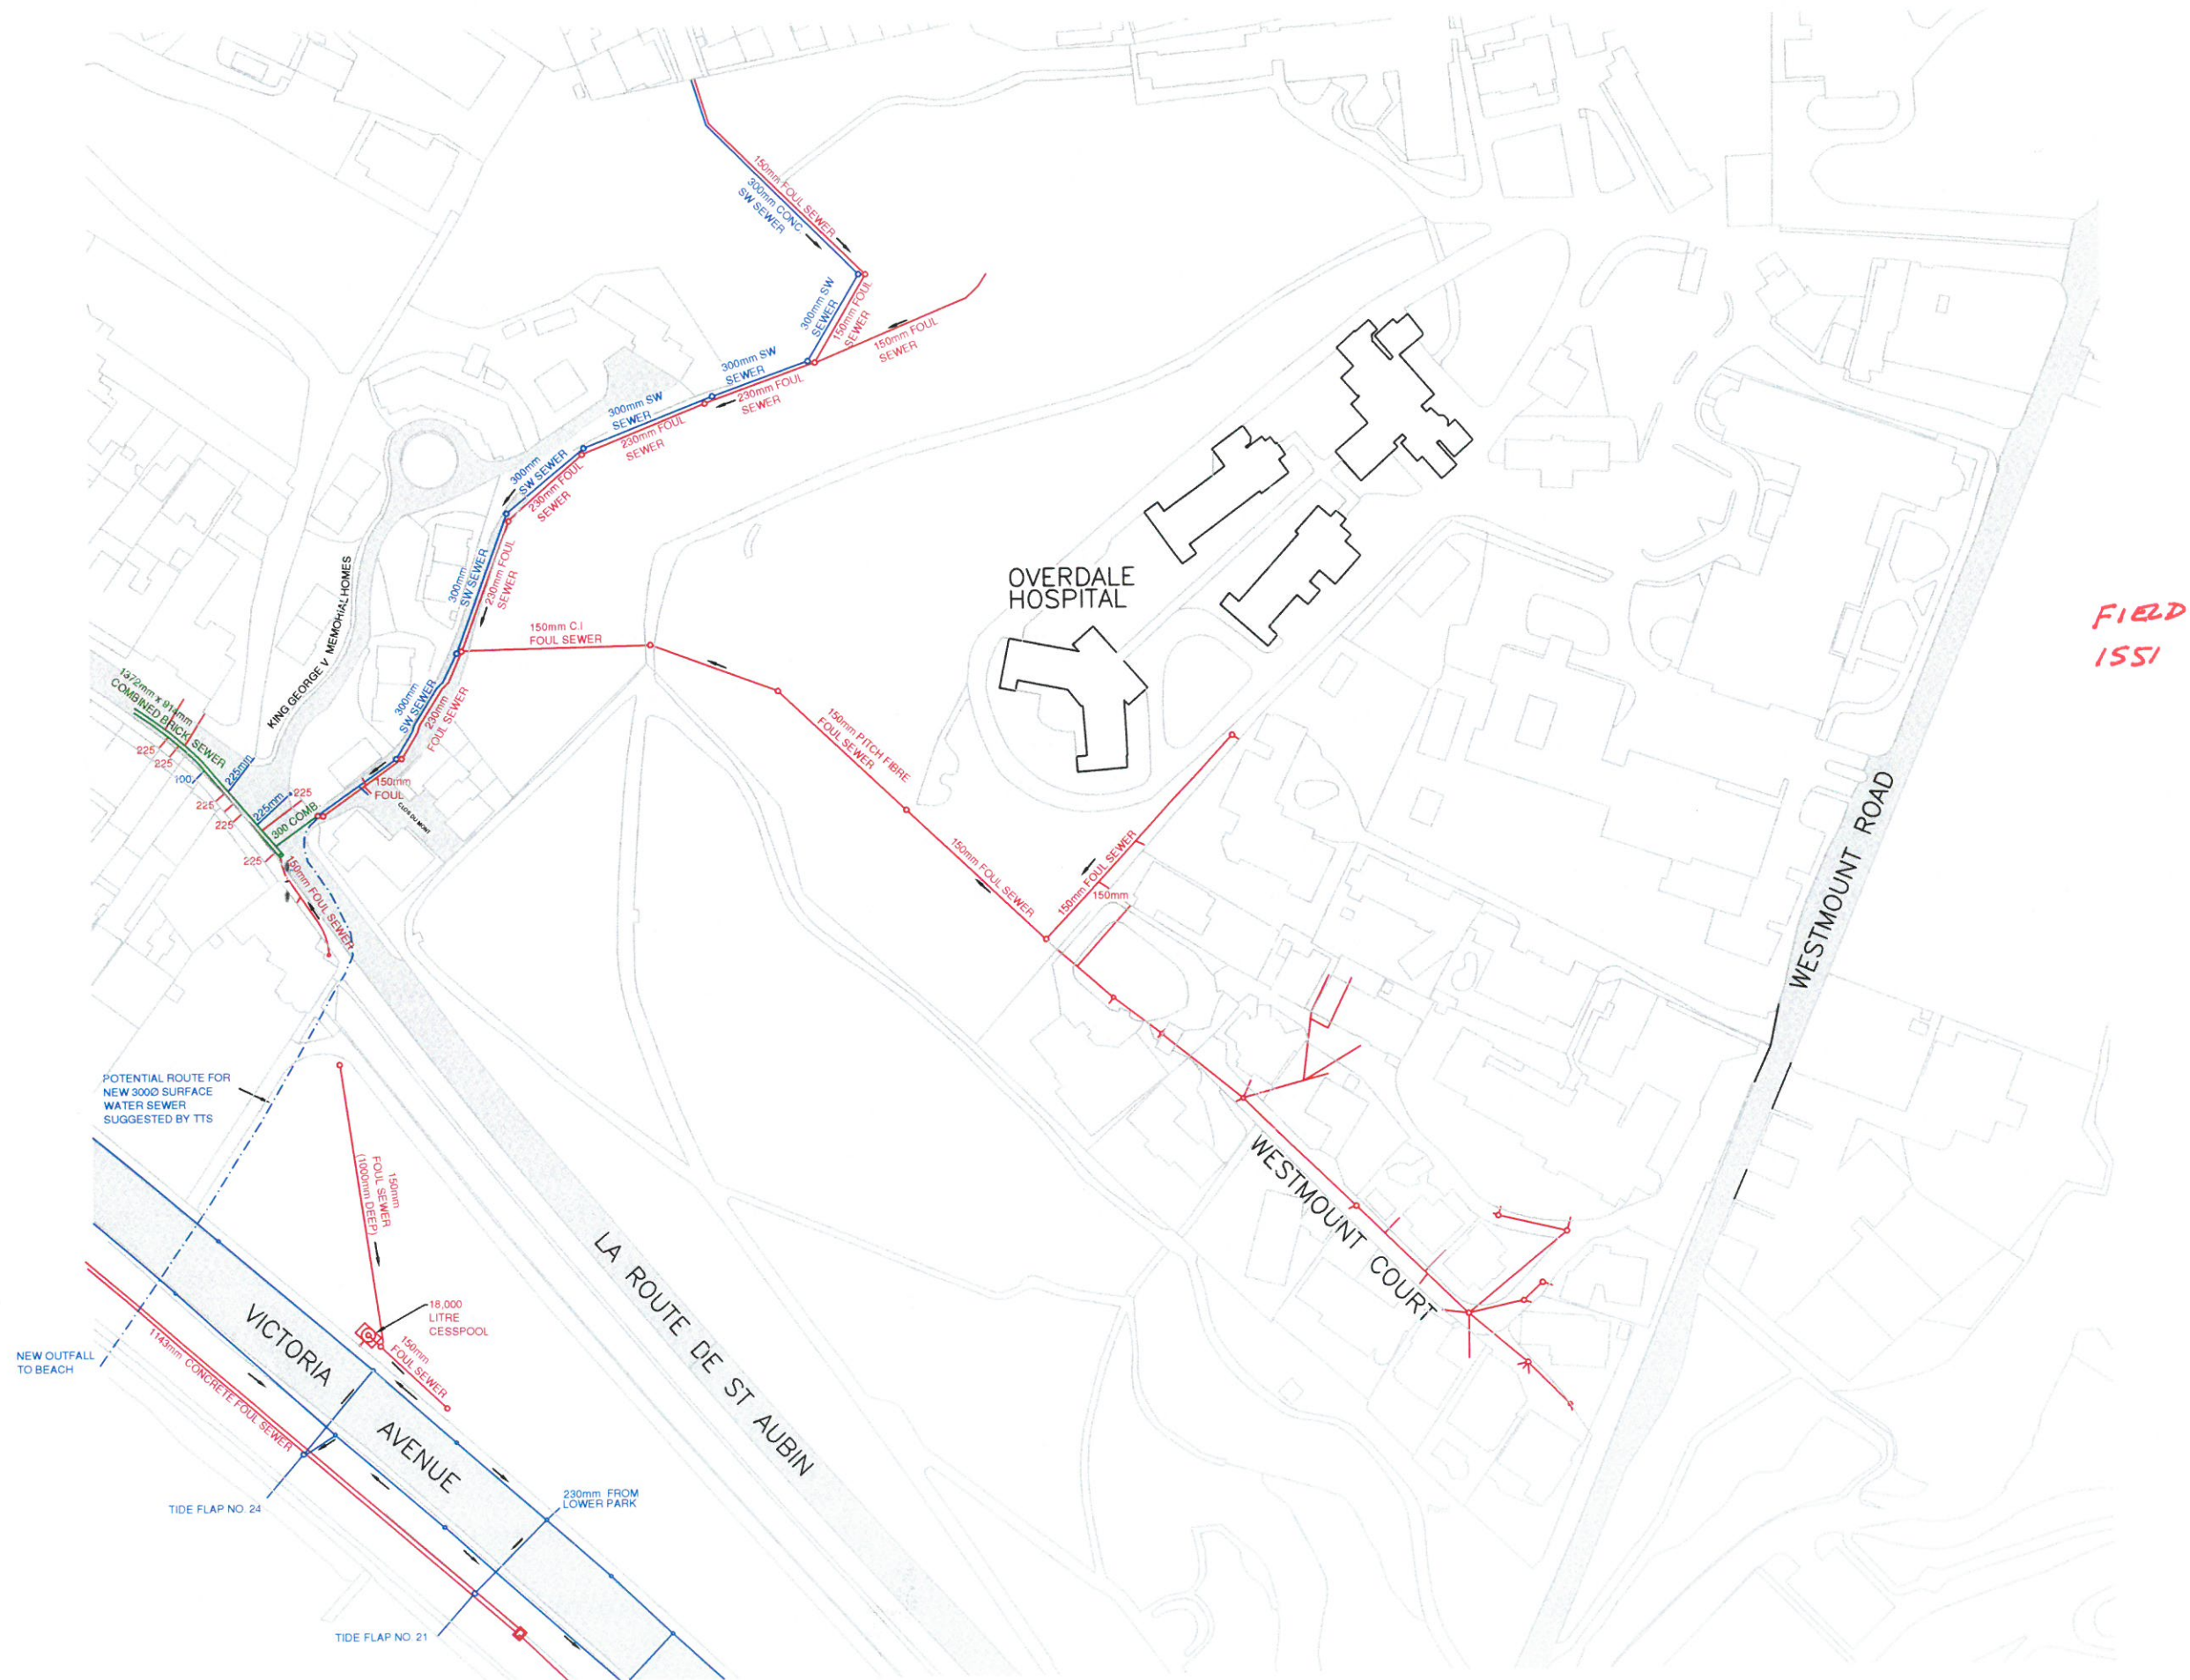 150mm FOUL SEWER
300mm CONC.
SW SEWER
300mm SW
SEWER
150mm FOUL
SEWER
150mm FOUL
SEWER
300mm SW
SEWER
230mm FOUL
SEWER
300mm SW
SEWER
230mm FOUL
SEWER
300mm
SW SEWER
230mm FOUL
SEWER
300mm
SW SEWER
230mm FOUL
SEWER
OVERDALE
HOSPITAL
FIELD
1551
KING GEORGE V MEMORIAL HOMES
150mm C.I
FOUL SEWER
300mm
SW SEWER
230mm
FOUL SEWER
1372mm x 914mm
COMBINED BRICK SEWER
225
225
100
225mm
225
225
225mm
225
300 COMB.
225
150mm
FOUL
CLOS DU MONT
150mm FOUL SEWER
150mm PITCH FIBRE
FOUL SEWER
150mm FOUL SEWER
150mm FOUL SEWER
150mm
WESTMOUNT ROAD
POTENTIAL ROUTE FOR
NEW 300Ø SURFACE
WATER SEWER
SUGGESTED BY TTS
150mm
FOUL SEWER
(1000mm DEEP)
WESTMOUNT COURT
LA ROUTE DE ST AUBIN
18,000
LITRE
CESSPOOL
150mm
FOUL SEWER
VICTORIA
AVENUE
NEW OUTFALL
TO BEACH
1143mm CONCRETE FOUL SEWER
TIDE FLAP NO. 24
230mm FROM
LOWER PARK
TIDE FLAP NO. 21